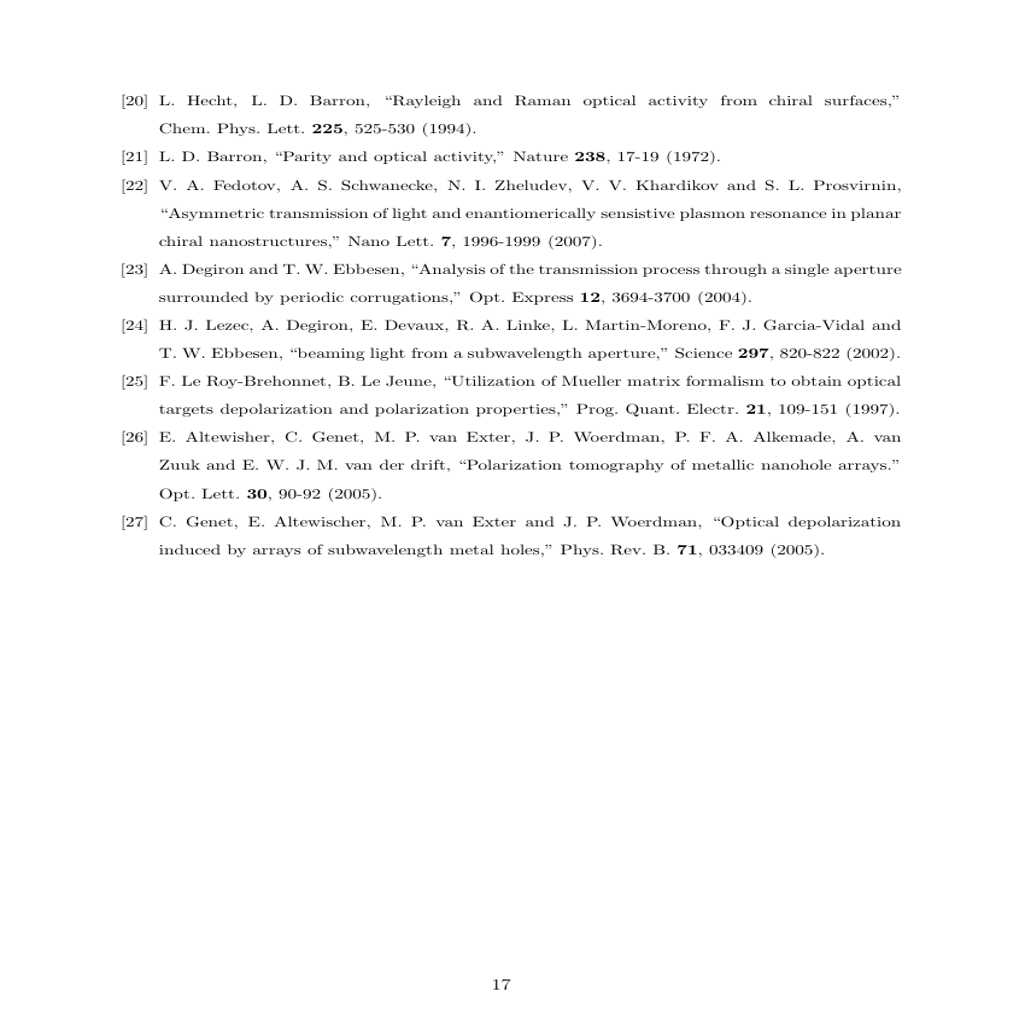 [20] L. Hecht, L. D. Barron, “Rayleigh and Raman optical activity from chiral surfaces,”
Chem. Phys. Lett. 225, 525-530 (1994).
[21] L. D. Barron, “Parity and optical activity,” Nature 238, 17-19 (1972).
[22] V. A. Fedotov, A. S. Schwanecke, N. I. Zheludev, V. V. Khardikov and S. L. Prosvirnin,
“Asymmetric transmission of light and enantiomerically sensistive plasmon resonance in planar
chiral nanostructures,” Nano Lett. 7, 1996-1999 (2007).
[23] A. Degiron and T. W. Ebbesen, “Analysis of the transmission process through a single aperture
surrounded by periodic corrugations,” Opt. Express 12, 3694-3700 (2004).
[24] H. J. Lezec, A. Degiron, E. Devaux, R. A. Linke, L. Martin-Moreno, F. J. Garcia-Vidal and
T. W. Ebbesen, “beaming light from a subwavelength aperture,” Science 297, 820-822 (2002).
[25] F. Le Roy-Brehonnet, B. Le Jeune, “Utilization of Mueller matrix formalism to obtain optical
targets depolarization and polarization properties,” Prog. Quant. Electr. 21, 109-151 (1997).
[26] E. Altewisher, C. Genet, M. P. van Exter, J. P. Woerdman, P. F. A. Alkemade, A. van
Zuuk and E. W. J. M. van der drift, “Polarization tomography of metallic nanohole arrays.”
Opt. Lett. 30, 90-92 (2005).
[27] C. Genet, E. Altewischer, M. P. van Exter and J. P. Woerdman, “Optical depolarization
induced by arrays of subwavelength metal holes,” Phys. Rev. B. 71, 033409 (2005).
17